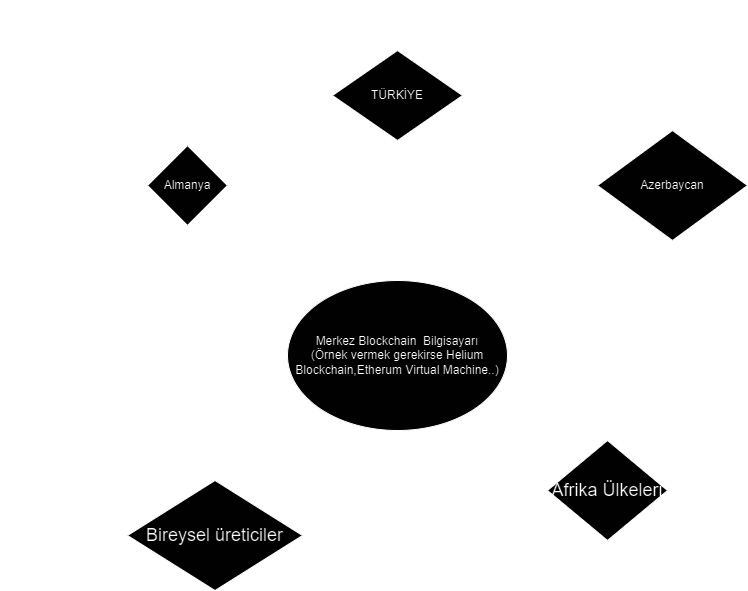 TÜRKİYE
Almanya
Azerbaycan
Merkez Blockchain  Bilgisayarı
(Örnek vermek gerekirse Helium
Blockchain,Etherum Virtual Machine..)
Afrika Ülkeleri
Bireysel üreticiler